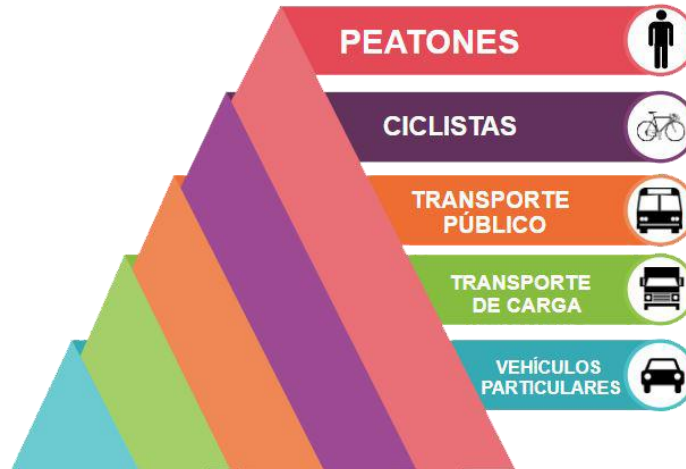 PEATONES
CICLISTAS
TRANSPORTE
PÚBLICO
TRANSPORTE
DE CARGA
VEHÍCULOS
PARTICULARES